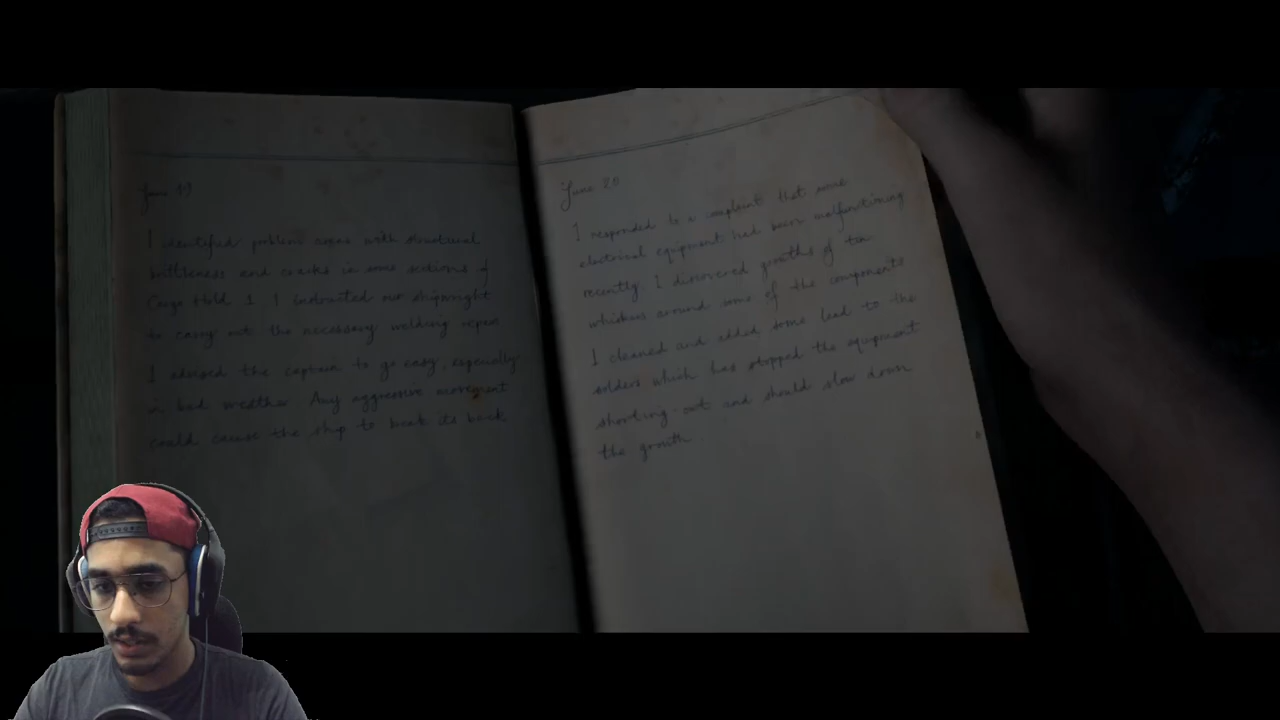 June 19
I identified problem areas with structural
brittleness and cracks in some sections of
Cargo Hold 1. I instructed our shipwright
to carry out the necessary welding repair
I advised the captain to go easy, especially
in bad weather. Any aggressive movement
could cause the ship to break its back
June 20
I responded to a complaint that some
electrical equipment had been malfunctioning
recently. I discovered growths of tin
whiskers around some of the components
I cleaned and added some lead to the
solders which has stopped the equipment
shorting-out and should slow down
the growth